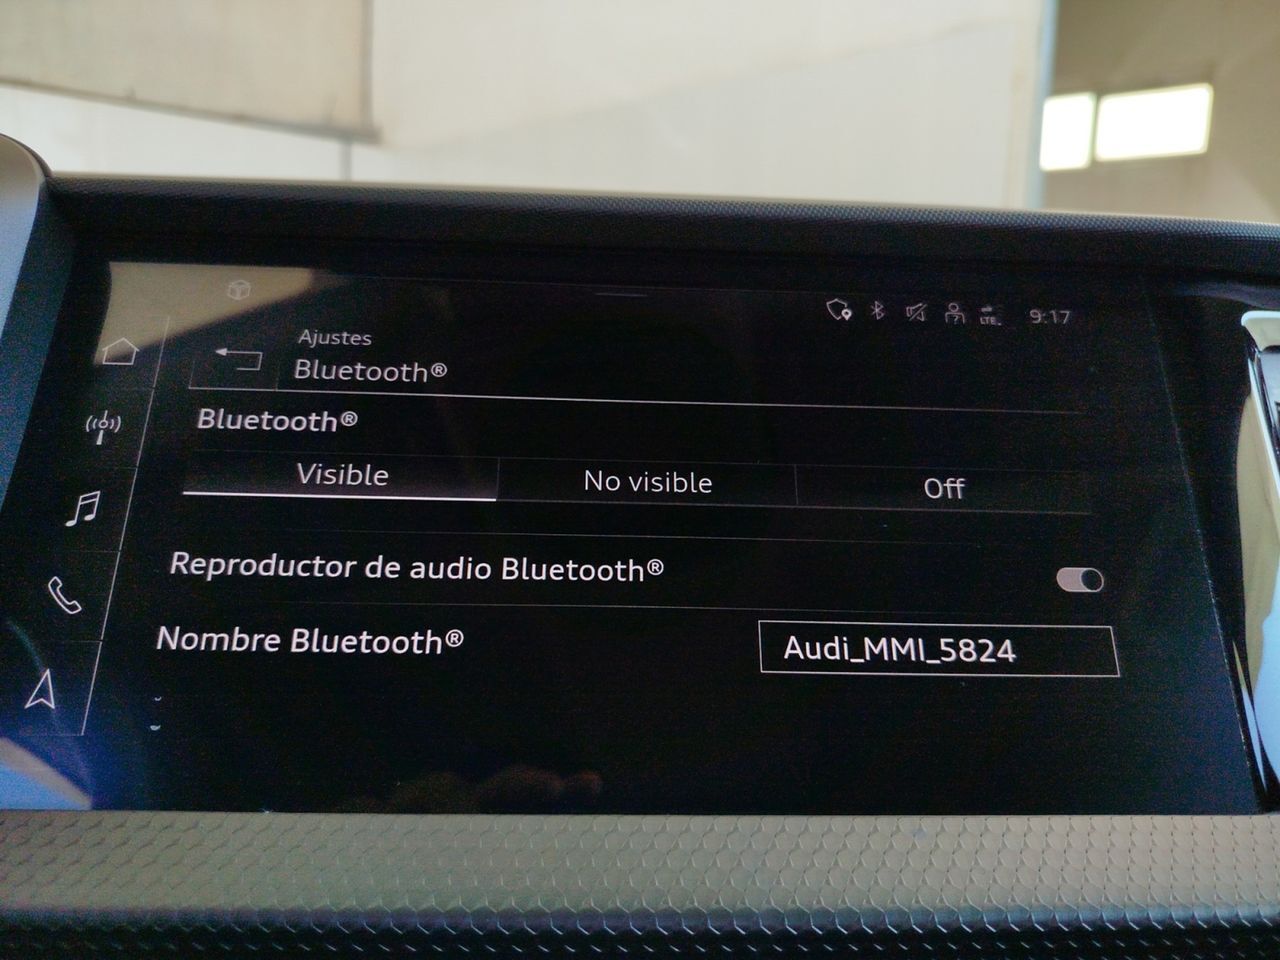 LTE
9:17
Ajustes
Bluetooth®
Bluetooth®
Visible
No visible
Off
Reproductor de audio Bluetooth®
Nombre Bluetooth®
Audi_MMI_5824